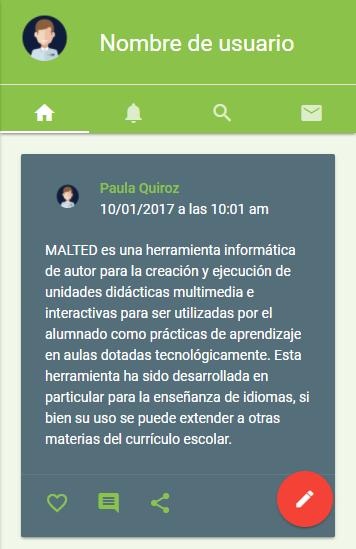 Nombre de usuario
Paula Quiroz
10/01/2017 a las 10:01 am
MALTED es una herramienta informática
de autor para la creación y ejecución de
unidades didácticas multimedia e
interactivas para ser utilizadas por el
alumnado como prácticas de aprendizaje
en aulas dotadas tecnológicamente. Esta
herramienta ha sido desarrollada en
particular para la enseñanza de idiomas, si
bien su uso se puede extender a otras
materias del currículo escolar.